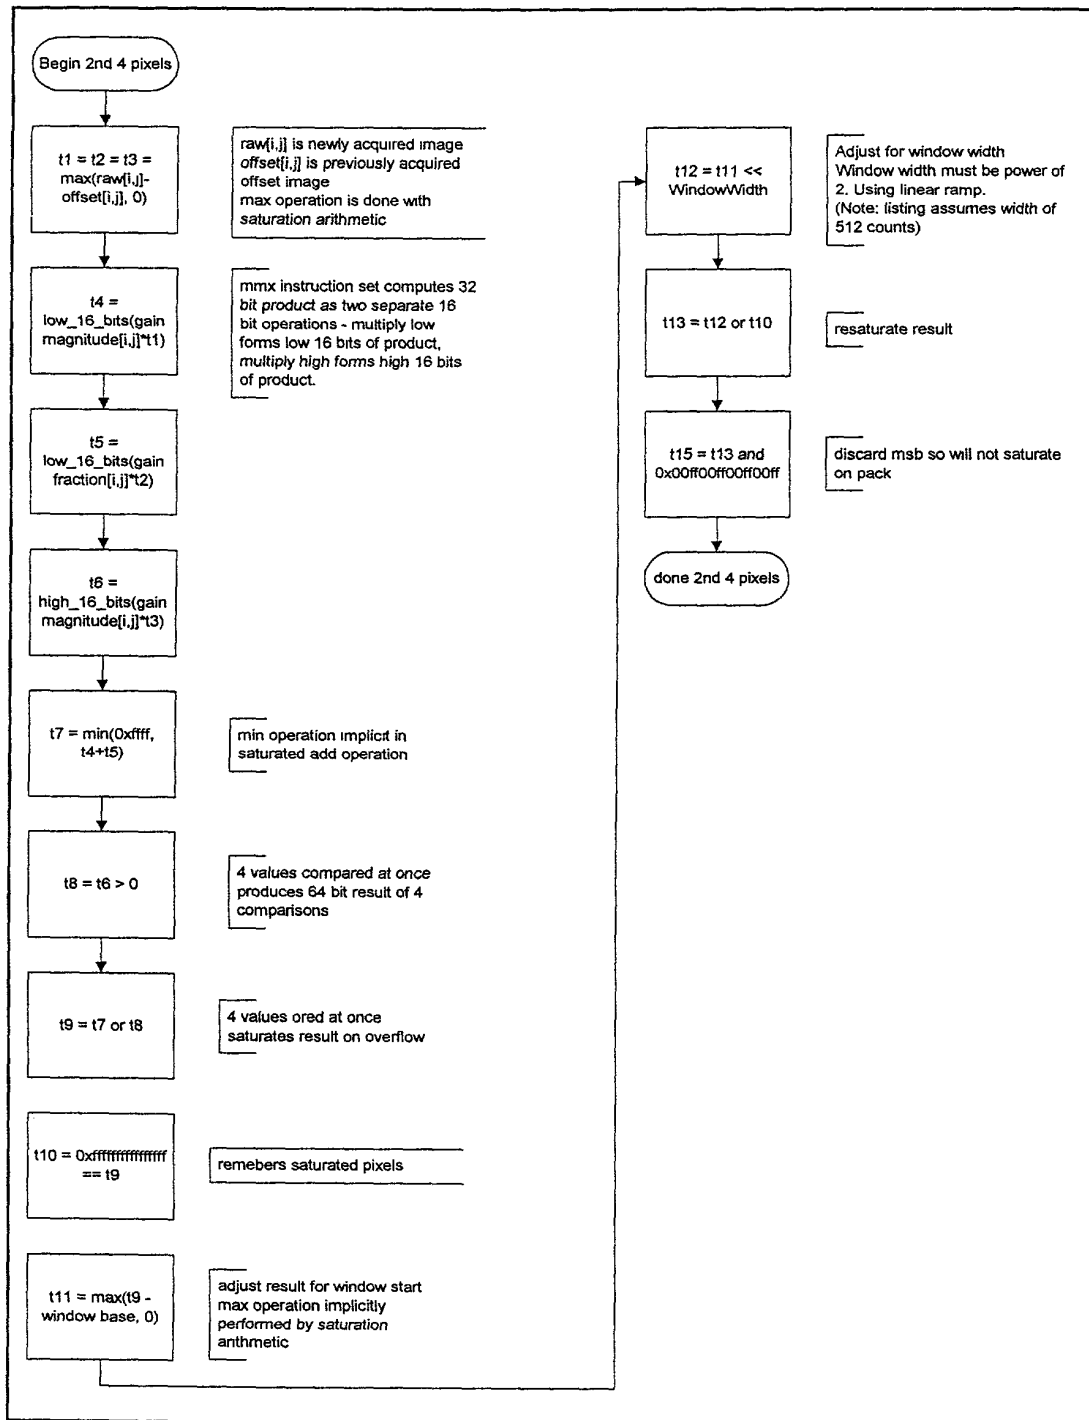 Begin 2nd 4 pixels
t1 = t2 = t3 =
max(raw[i,j]-
offset[i,j], 0)
raw[i,j] is newly acquired image
offset[i,j] is previously acquired
offset image
max operation is done with
saturation arithmetic
t4 =
low_16_bits(gain
magnitude[i,j]*t1)
mmx instruction set computes 32
bit product as two separate 16
bit operations - multiply low
forms low 16 bits of product,
multiply high forms high 16 bits
of product.
t5 =
low_16_bits(gain
fraction[i,j]*t2)
t6 =
high_16_bits(gain
magnitude[i,j]*t3)
t7 = min(0xffff,
t4+t5)
min operation implicit in
saturated add operation
t8 = t6 > 0
4 values compared at once
produces 64 bit result of 4
comparisons
t9 = t7 or t8
4 values ored at once
saturates result on overflow
t10 = 0xffffffffffffffff
== t9
remebers saturated pixels
t11 = max(t9 -
window base, 0)
adjust result for window start
max operation implicitly
performed by saturation
arithmetic
t12 = t11 <<
WindowWidth
Adjust for window width
Window width must be power of
2. Using linear ramp.
(Note: listing assumes width of
512 counts)
t13 = t12 or t10
resaturate result
t15 = t13 and
0x00ff00ff00ff00ff
discard msb so will not saturate
on pack
done 2nd 4 pixels